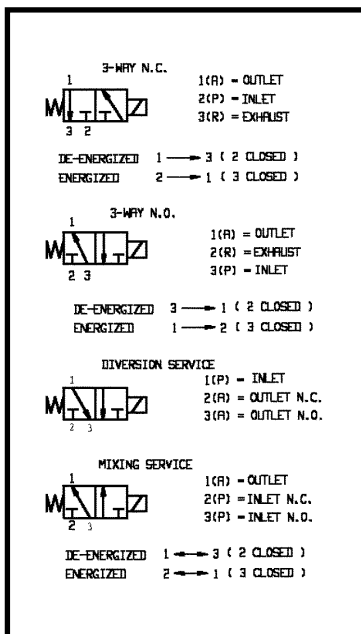 3-WAY N.C.
1
3 2
1(A) = OUTLET
2(P) = INLET
3(R) = EXHAUST
DE-ENERGIZED 1 → 3 ( 2 CLOSED )
ENERGIZED 2 → 1 ( 3 CLOSED )
3-WAY N.O.
1
2 3
1(A) = OUTLET
2(R) = EXHAUST
3(P) = INLET
DE-ENERGIZED 3 → 1 ( 2 CLOSED )
ENERGIZED 1 → 2 ( 3 CLOSED )
DIVERSION SERVICE
1
2 3
1(P) = INLET
2(A) = OUTLET N.C.
3(A) = OUTLET N.O.
MIXING SERVICE
1
2 3
1(A) = OUTLET
2(P) = INLET N.C.
3(P) = INLET N.O.
DE-ENERGIZED 1 ↔ 3 ( 2 CLOSED )
ENERGIZED 2 ↔ 1 ( 3 CLOSED )